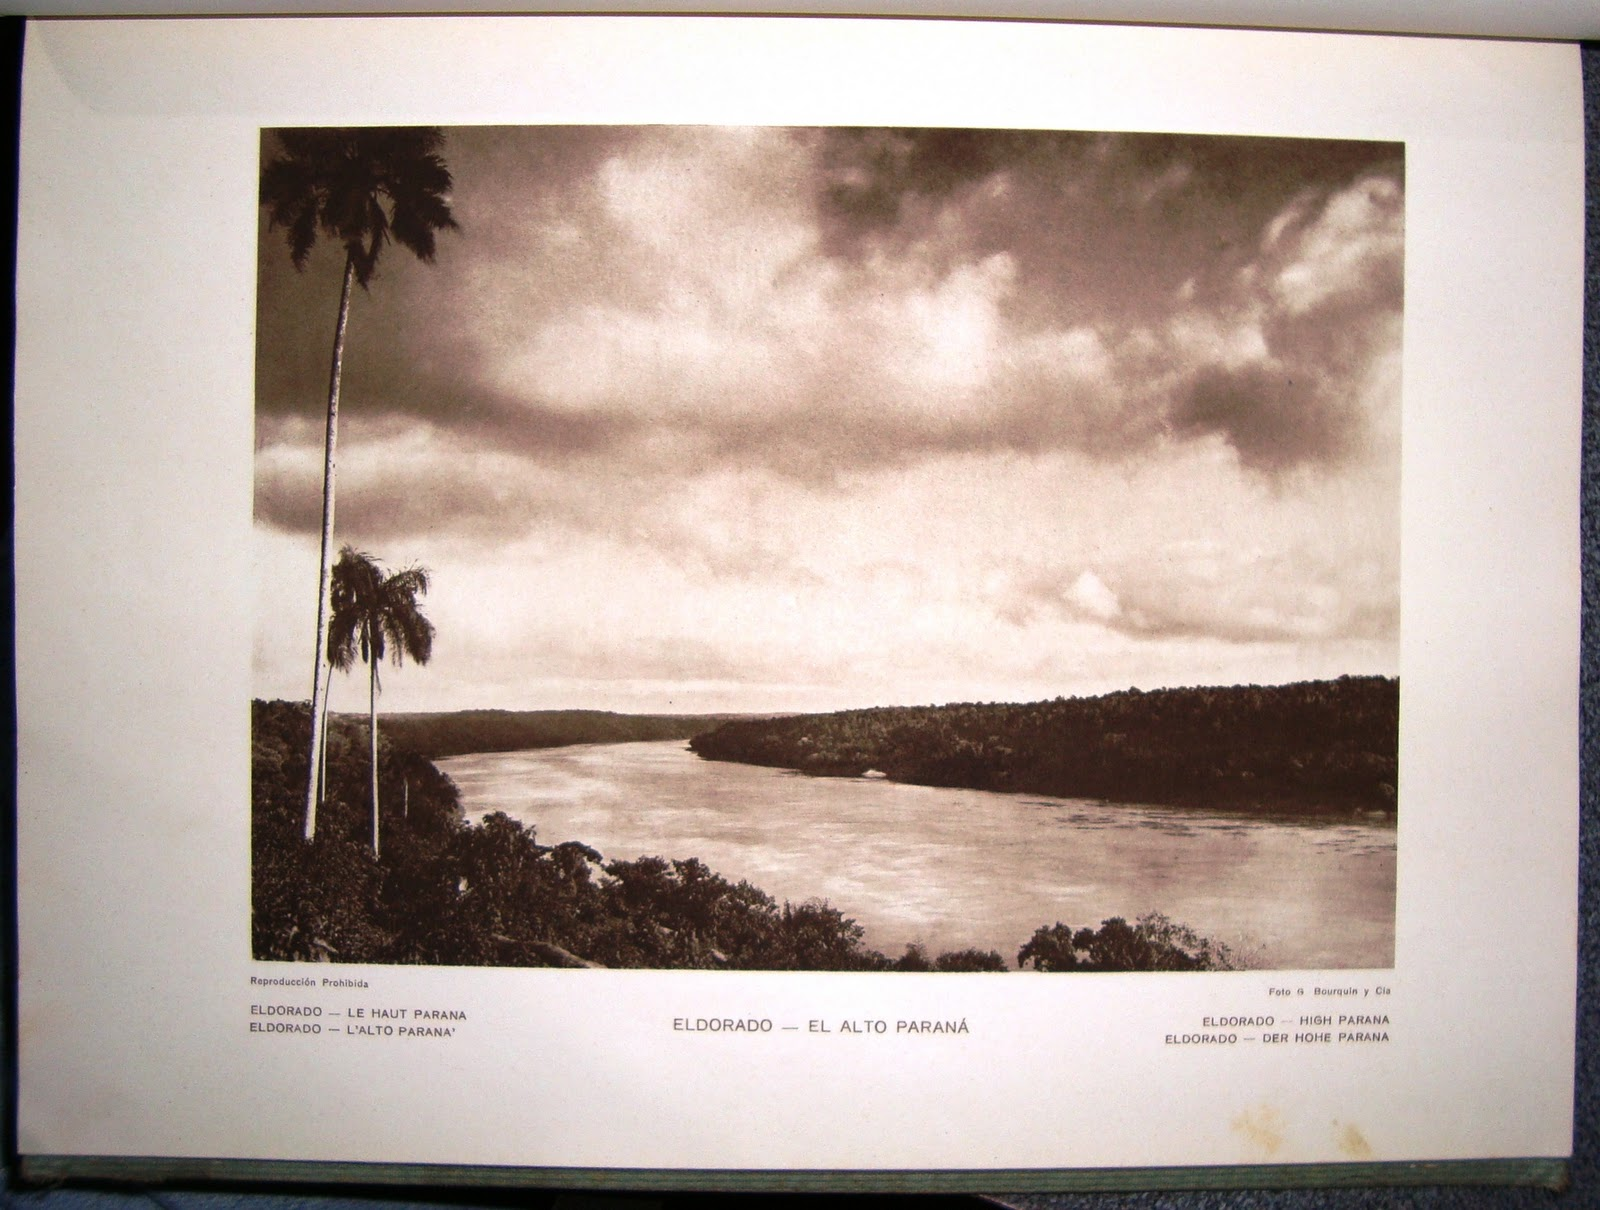 Reproducción Prohibida
Foto G Bourquin y Cia
ELDORADO — LE HAUT PARANA
ELDORADO — L'ALTO PARANA'
ELDORADO — EL ALTO PARANÁ
ELDORADO — HIGH PARANA
ELDORADO — DER HOHE PARANA